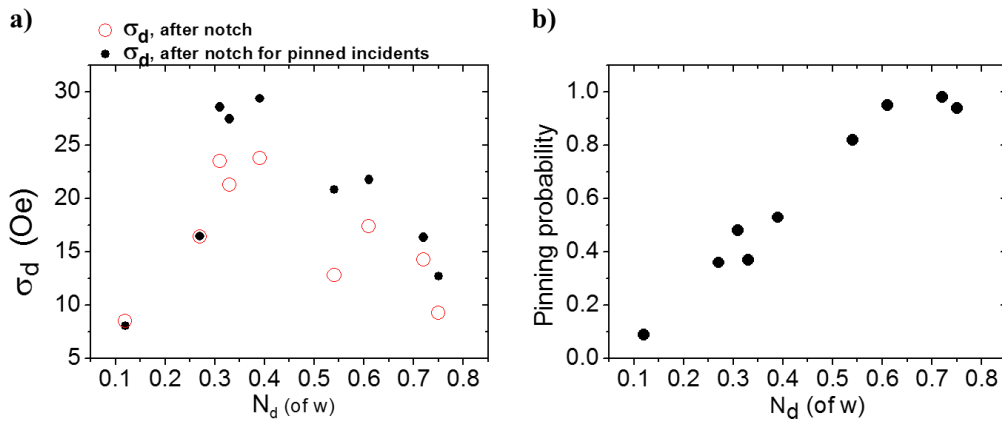 a)
σd, after notch
σd, after notch for pinned incidents
30
25
20
15
10
5
σd (Oe)
0.1 0.2 0.3 0.4 0.5 0.6 0.7 0.8
Nd (of w)
b)
1.0
0.8
0.6
0.4
0.2
0.0
Pinning probability
0.1 0.2 0.3 0.4 0.5 0.6 0.7 0.8
Nd (of w)